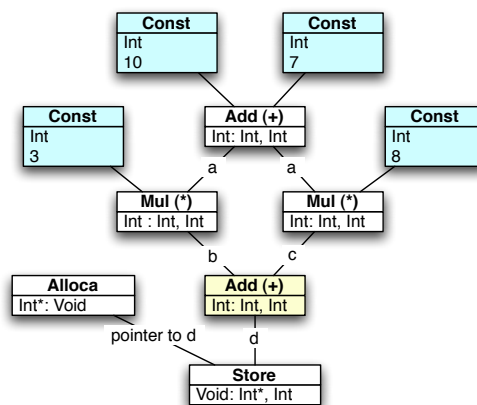 Const
Int
10
Const
Int
7
Const
Int
3
Add (+)
Int: Int, Int
Const
Int
8
a
a
Mul (*)
Int : Int, Int
Mul (*)
Int: Int, Int
b
c
Alloca
Int*: Void
Add (+)
Int: Int, Int
pointer to d
d
Store
Void: Int*, Int